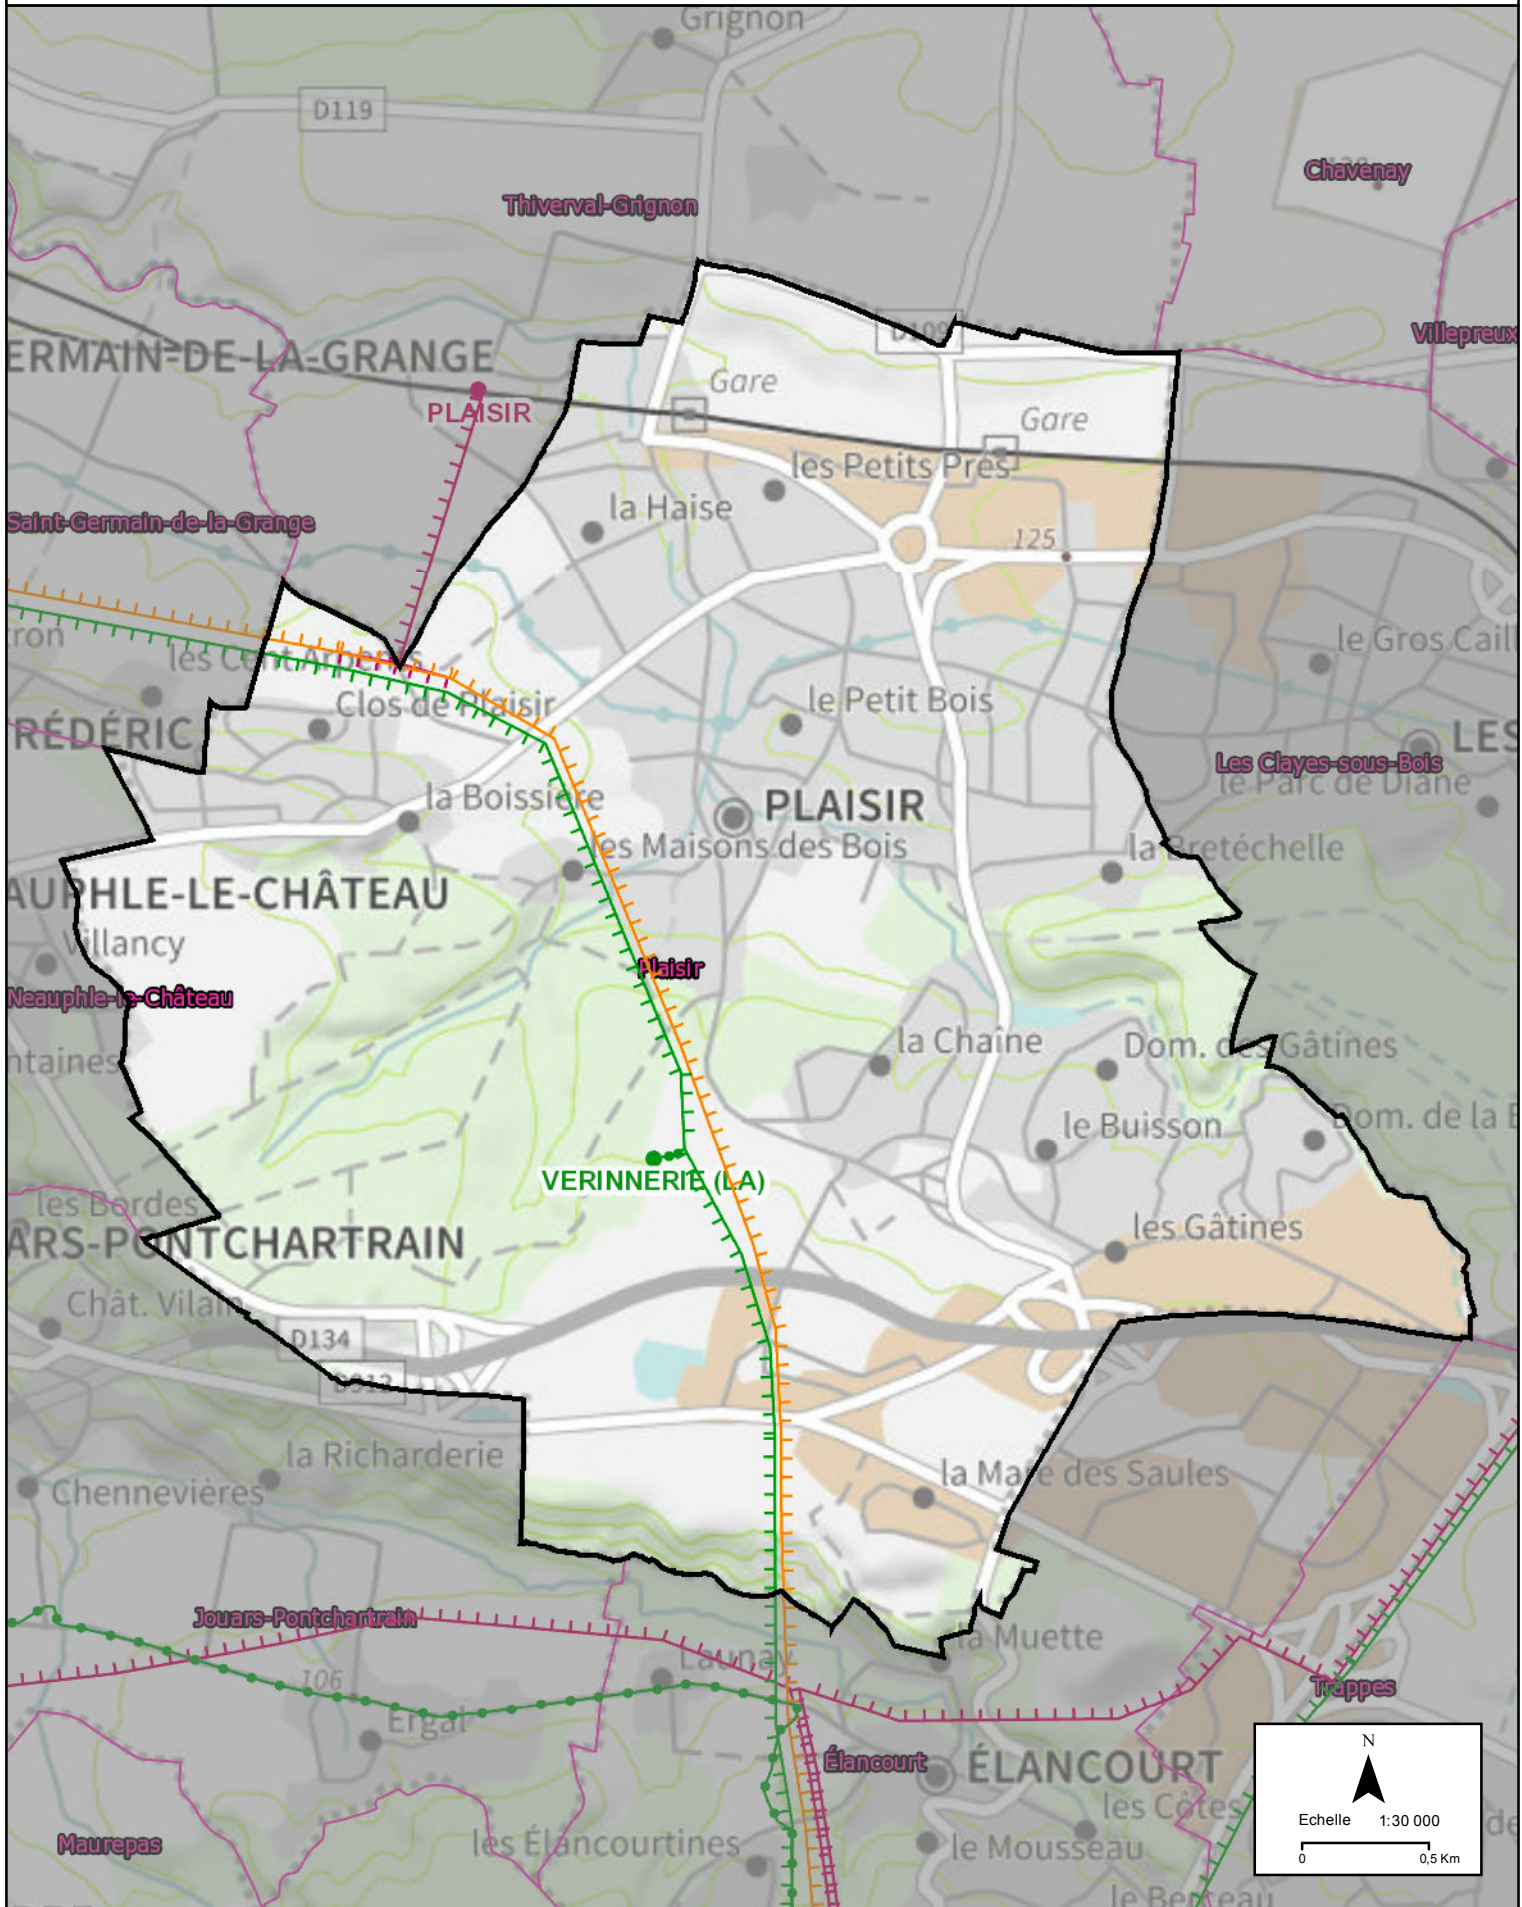 Grignon
D119
Chavenay
Thiverval-Grignon
D109
Villepreux
ERMAIN-DE-LA-GRANGE
Gare
PLAISIR
Gare
les Petits Prés
la Haise
Saint-Germain-de-la-Grange
125
le Gros Caill
les Cent Arpents
Clos de Plaisir
le Petit Bois
RÉDÉRIC
LES
Les Clayes-sous-Bois
le Parc de Diane
la Boissière
PLAISIR
les Maisons des Bois
la Bretéchelle
AUPHLE-LE-CHÂTEAU
Villancy
Plaisir
Neauphle-le-Château
la Chaîne
Dom. des Gâtines
ntaines
Dom. de la B
le Buisson
VERINNERIE (LA)
les Bordes
les Gâtines
ARS-PONTCHARTRAIN
Chât. Vilain
D134
la Richarderie
la Mare des Saules
Chennevières
Jouars-Pontchartrain
la Muette
Launay
106
Trappes
Ergal
Élancourt
ÉLANCOURT
N
les Côtes
Echelle 1:30 000
Maurepas
les Élancourtines
le Mousseau
de
0 0,5 Km
le Berceau